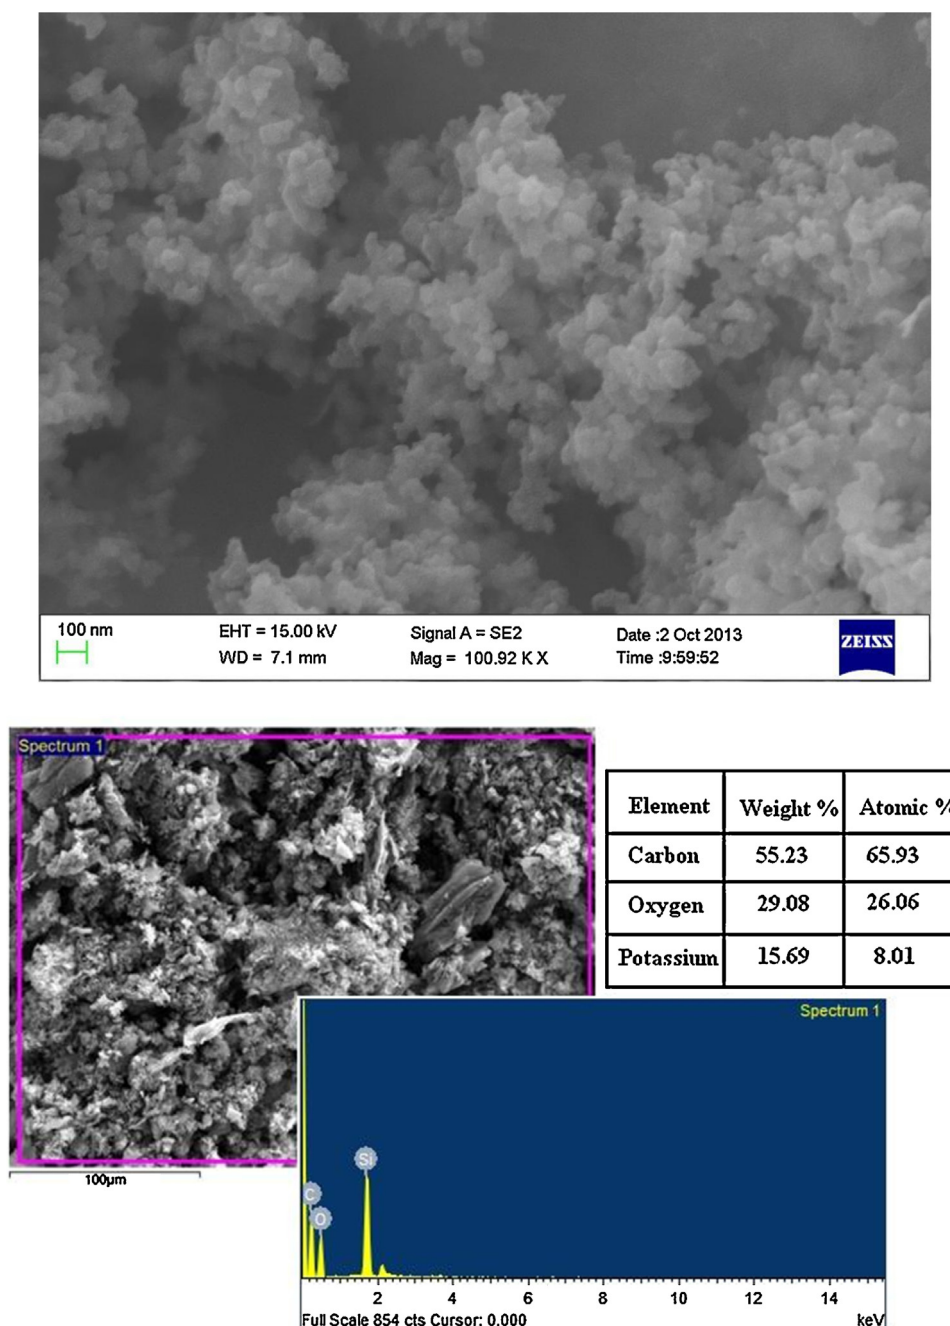 100 nm
EHT = 15.00 kV
Signal A = SE2
Date :2 Oct 2013
WD = 7.1 mm
Mag = 100.92 K X
Time :9:59:52
ZEISS
Spectrum 1
Element Weight % Atomic %
Carbon 55.23 65.93
Oxygen 29.08 26.06
Potassium 15.69 8.01
Spectrum 1
Si
C
O
100µm
2 4 6 8 10 12 14
Full Scale 854 cts Cursor: 0.000 keV